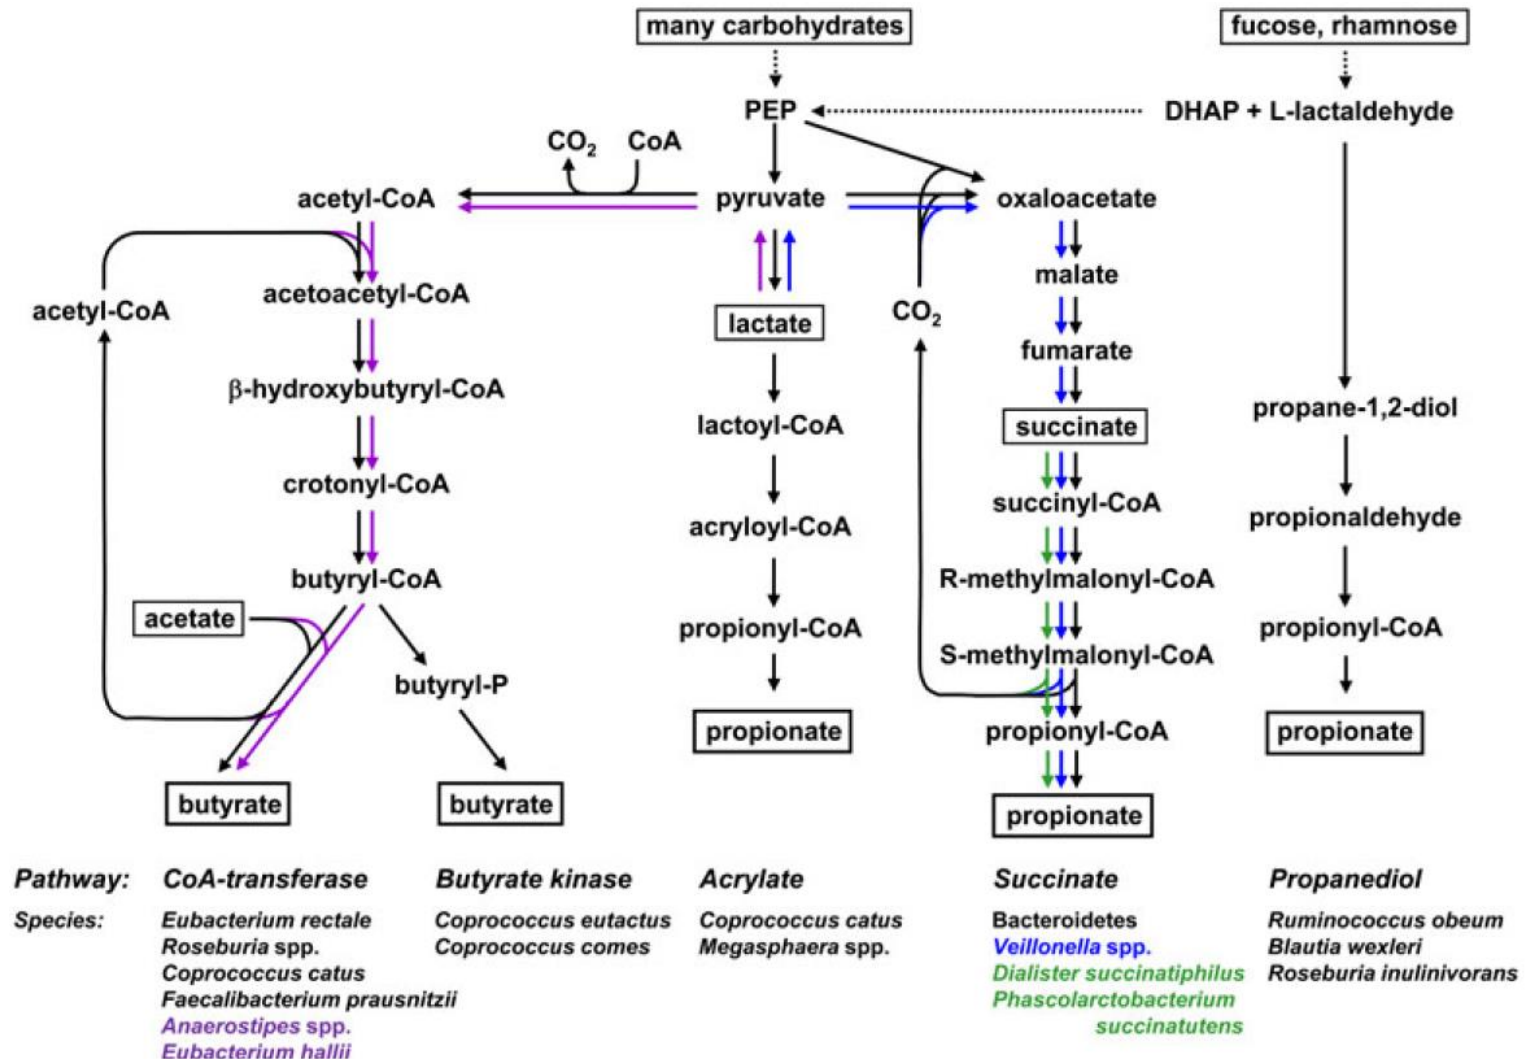 many carbohydrates
fucose, rhamnose
PEP
DHAP + L-lactaldehyde
CO2
CoA
acetyl-CoA
pyruvate
oxaloacetate
malate
acetoacetyl-CoA
acetyl-CoA
lactate
CO2
fumarate
β-hydroxybutyryl-CoA
propane-1,2-diol
lactoyl-CoA
succinate
crotonyl-CoA
succinyl-CoA
acryloyl-CoA
propionaldehyde
butyryl-CoA
R-methylmalonyl-CoA
acetate
propionyl-CoA
propionyl-CoA
S-methylmalonyl-CoA
butyryl-P
propionate
propionyl-CoA
propionate
butyrate
butyrate
propionate
Pathway: CoA-transferase Butyrate kinase Acrylate Succinate Propanediol
Species: Eubacterium rectale Coprococcus eutactus Coprococcus catus Bacteroidetes Ruminococcus obeum
Roseburia spp. Coprococcus comes Megasphaera spp. Veillonella spp. Blautia wexleri
Coprococcus catus Dialister succinatiphilus Roseburia inulinivorans
Faecalibacterium prausnitzii Phascolarctobacterium
Anaerostipes spp. succinatutens
Eubacterium hallii